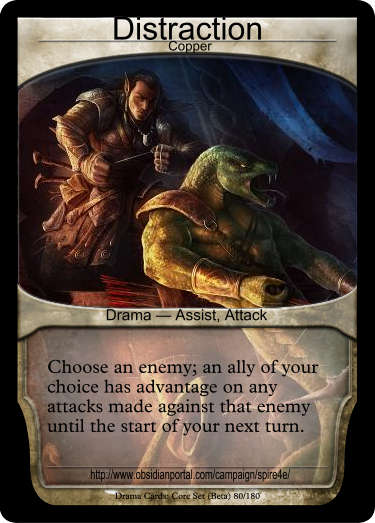 Distraction
Copper
Drama — Assist, Attack
Choose an enemy; an ally of your
choice has advantage on any
attacks made against that enemy
until the start of your next turn.
http://www.obsidianportal.com/campaign/spire4e/
Drama Cards: Core Set (Beta) 80/180